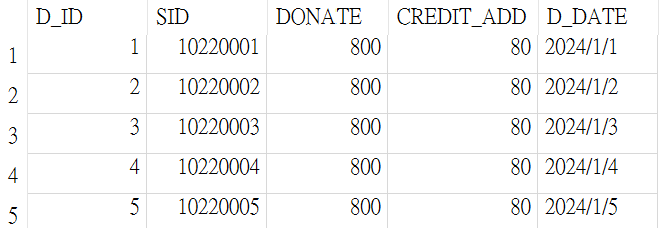 D_ID SID DONATE CREDIT_ADD D_DATE
1 1 10220001 800 80 2024/1/1
2 2 10220002 800 80 2024/1/2
3 3 10220003 800 80 2024/1/3
4 4 10220004 800 80 2024/1/4
5 5 10220005 800 80 2024/1/5